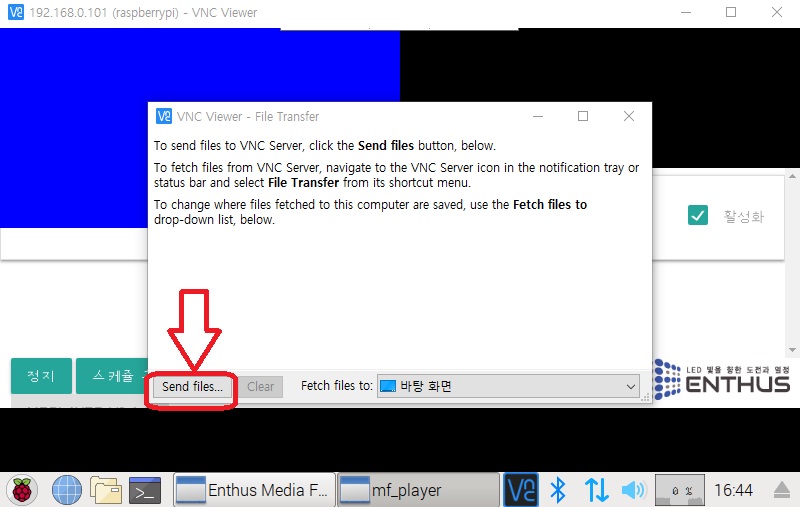 192.168.0.101 (raspberrypi) - VNC Viewer
VNC Viewer - File Transfer
To send files to VNC Server, click the Send files button, below.
To fetch files from VNC Server, navigate to the VNC Server icon in the notification tray or
status bar and select File Transfer from its shortcut menu.
To change where files fetched to this computer are saved, use the Fetch files to
drop-down list, below.
활성화
정지
스케쥴
Send files...
Clear
Fetch files to:
바탕 화면
LED 빛을 향한 도전과 열정
ENTHUS
Enthus Media F...
mf_player
0 %
16:44